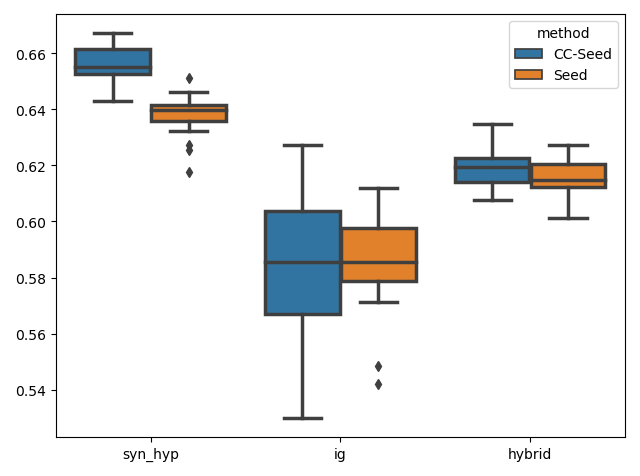 method
CC-Seed
Seed
0.66
0.64
0.62
0.60
0.58
0.56
0.54
syn_hyp
ig
hybrid